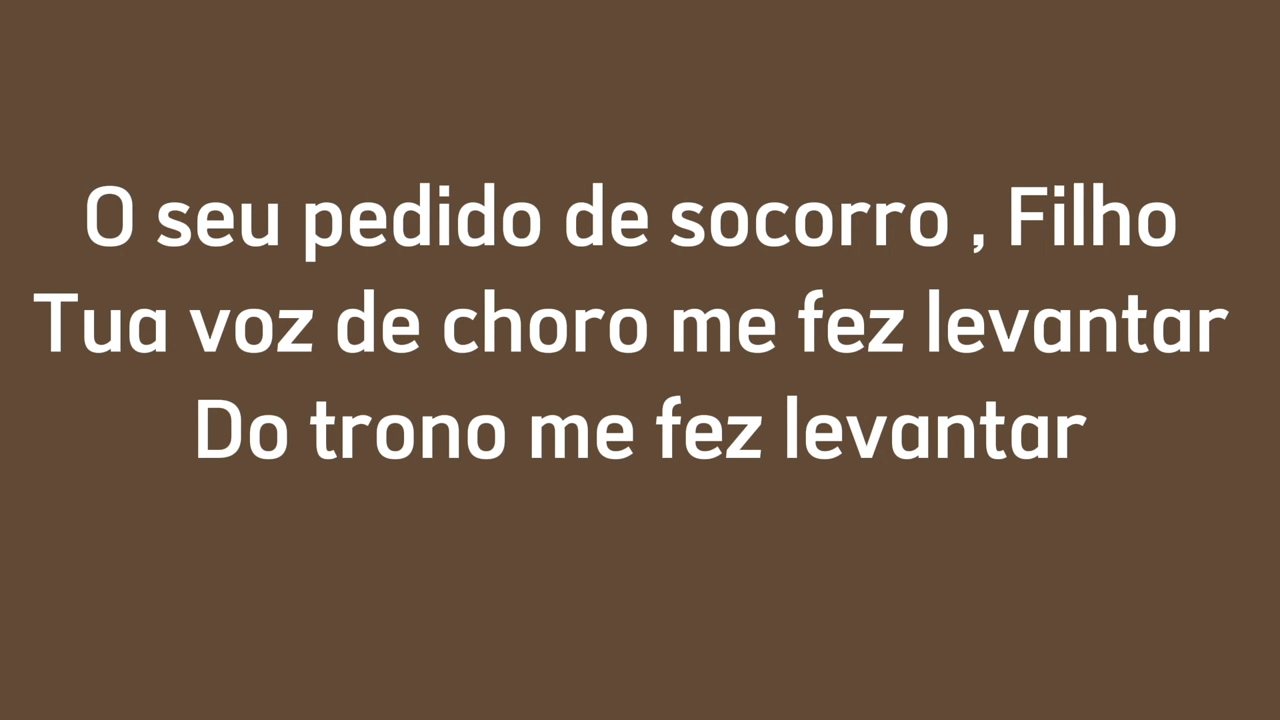 O seu pedido de socorro , Filho
Tua voz de choro me fez levantar
Do trono me fez levantar